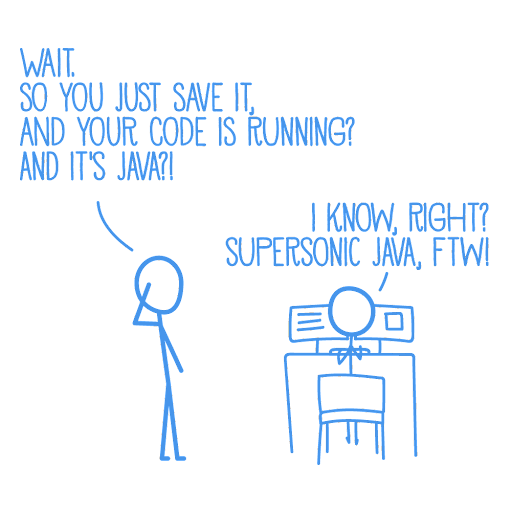 WAIT.
SO YOU JUST SAVE IT,
AND YOUR CODE IS RUNNING?
AND IT'S JAVA?!
I KNOW, RIGHT?
SUPERSONIC JAVA, FTW!